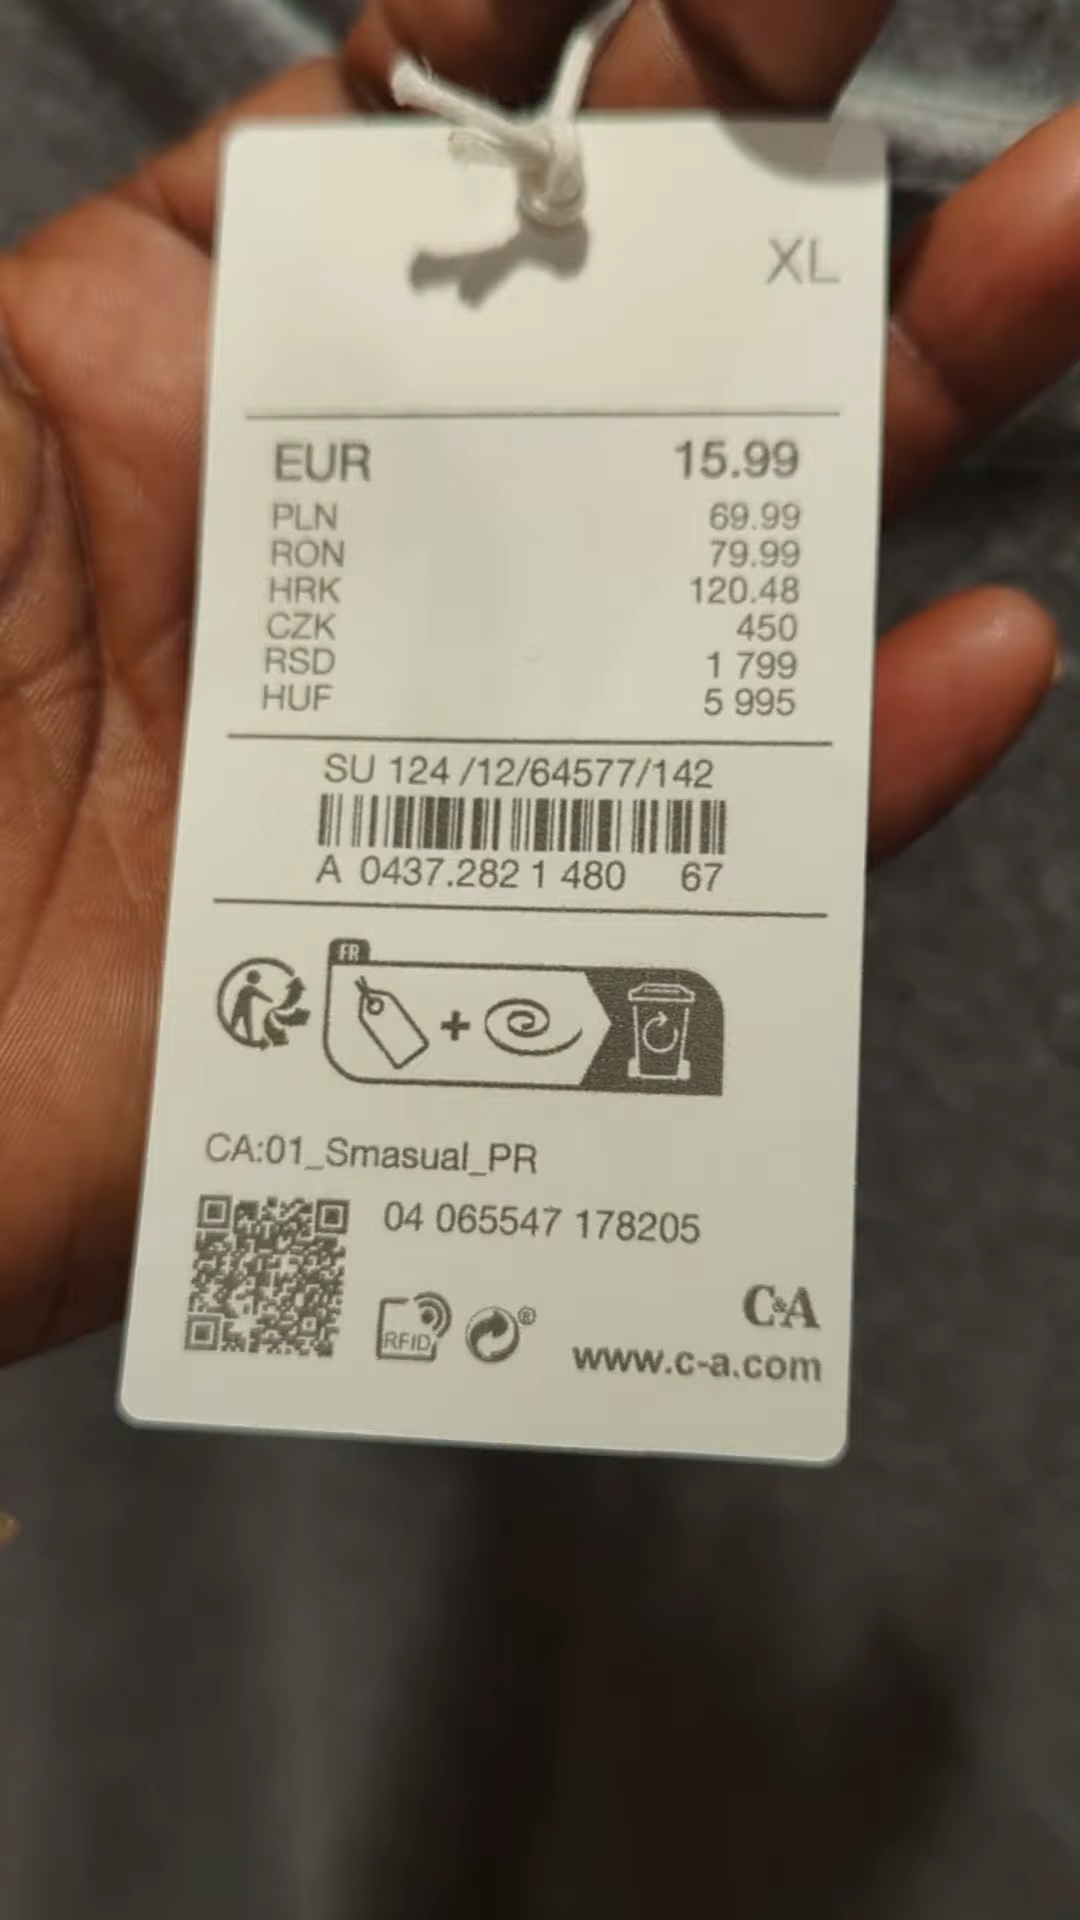 XL
EUR 15.99
PLN 69.99
RON 79.99
HRK 120.48
CZK 450
RSD 1 799
HUF 5 995
SU 124 /12/64577/142
A 0437.282 1 480 67
FR
CA:01_Smasual_PR
04 065547 178205
RFID
®
C&A
www.c-a.com